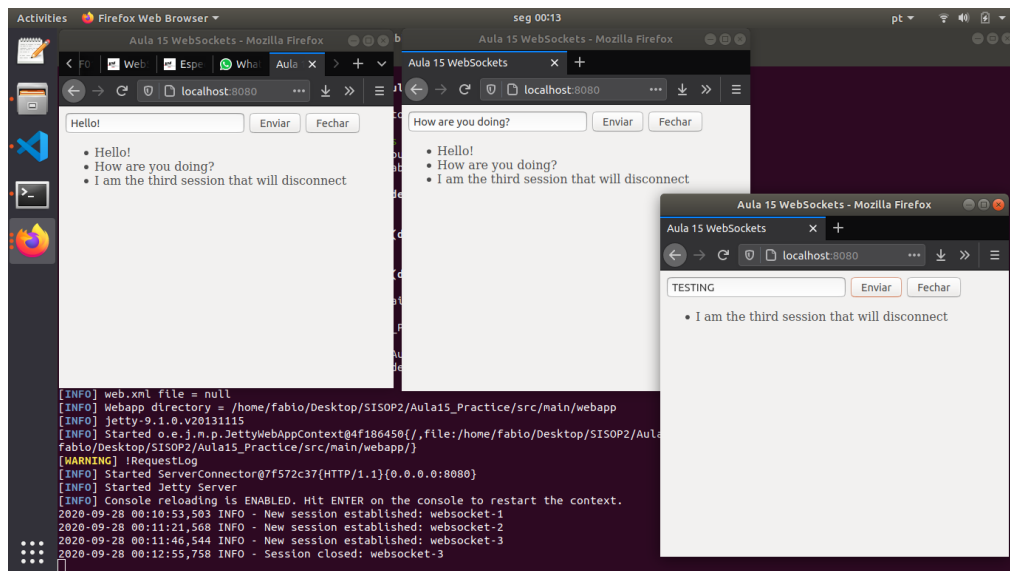 Activities Firefox Web Browser seg 00:13 pt
Aula 15 WebSockets - Mozilla Firefox
Web Espe Wha Aula
localhost:8080
Hello! Enviar Fechar
Hello!
How are you doing?
I am the third session that will disconnect
Aula 15 WebSockets - Mozilla Firefox
Aula 15 WebSockets
localhost:8080
How are you doing? Enviar Fechar
Hello!
How are you doing?
I am the third session that will disconnect
Aula 15 WebSockets - Mozilla Firefox
Aula 15 WebSockets
localhost:8080
TESTING Enviar Fechar
I am the third session that will disconnect
[INFO] web.xml file = null
[INFO] Webapp directory = /home/fabio/Desktop/SISOP2/Aula15_Practice/src/main/webapp
[INFO] jetty-9.1.0.v20131115
[INFO] Started o.e.j.m.p.JettyWebAppContext@4f186450{/,file:/home/fabio/Desktop/SISOP2/Aula
fabio/Desktop/SISOP2/Aula15_Practice/src/main/webapp/}
[WARNING] !RequestLog
[INFO] Started ServerConnector@7f572c37{HTTP/1.1}{0.0.0.0:8080}
[INFO] Started Jetty Server
[INFO] Console reloading is ENABLED. Hit ENTER on the console to restart the context.
2020-09-28 00:10:53,503 INFO - New session established: websocket-1
2020-09-28 00:11:21,568 INFO - New session established: websocket-2
2020-09-28 00:11:46,544 INFO - New session established: websocket-3
2020-09-28 00:12:55,758 INFO - Session closed: websocket-3